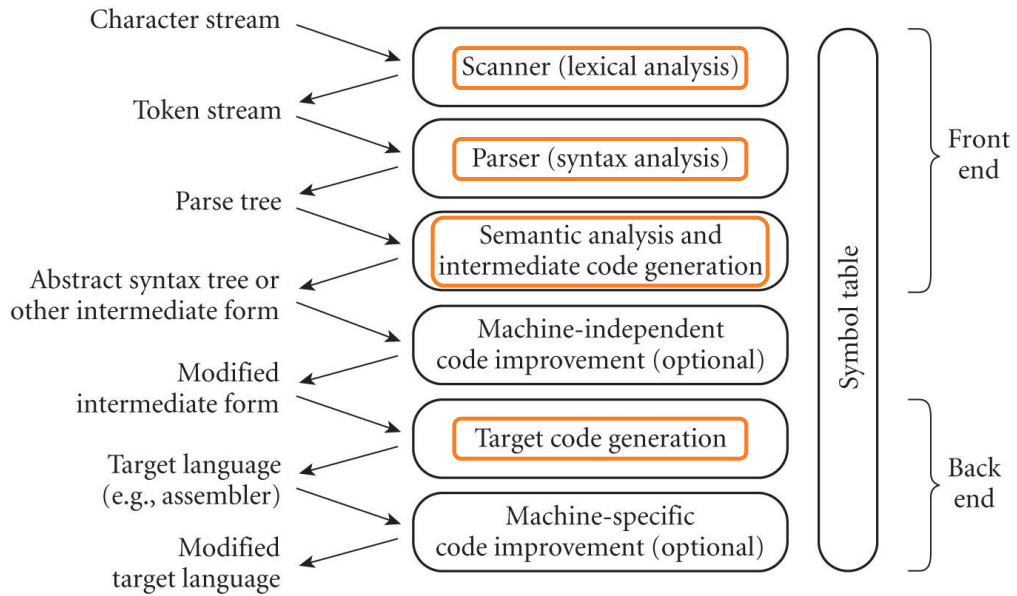 Character stream
Scanner (lexical analysis)
Token stream
Parser (syntax analysis)
Parse tree
Semantic analysis and
intermediate code generation
Abstract syntax tree or
other intermediate form
Machine-independent
code improvement (optional)
Modified
intermediate form
Target code generation
Target language
(e.g., assembler)
Machine-specific
code improvement (optional)
Modified
target language
Symbol table
Front
end
Back
end